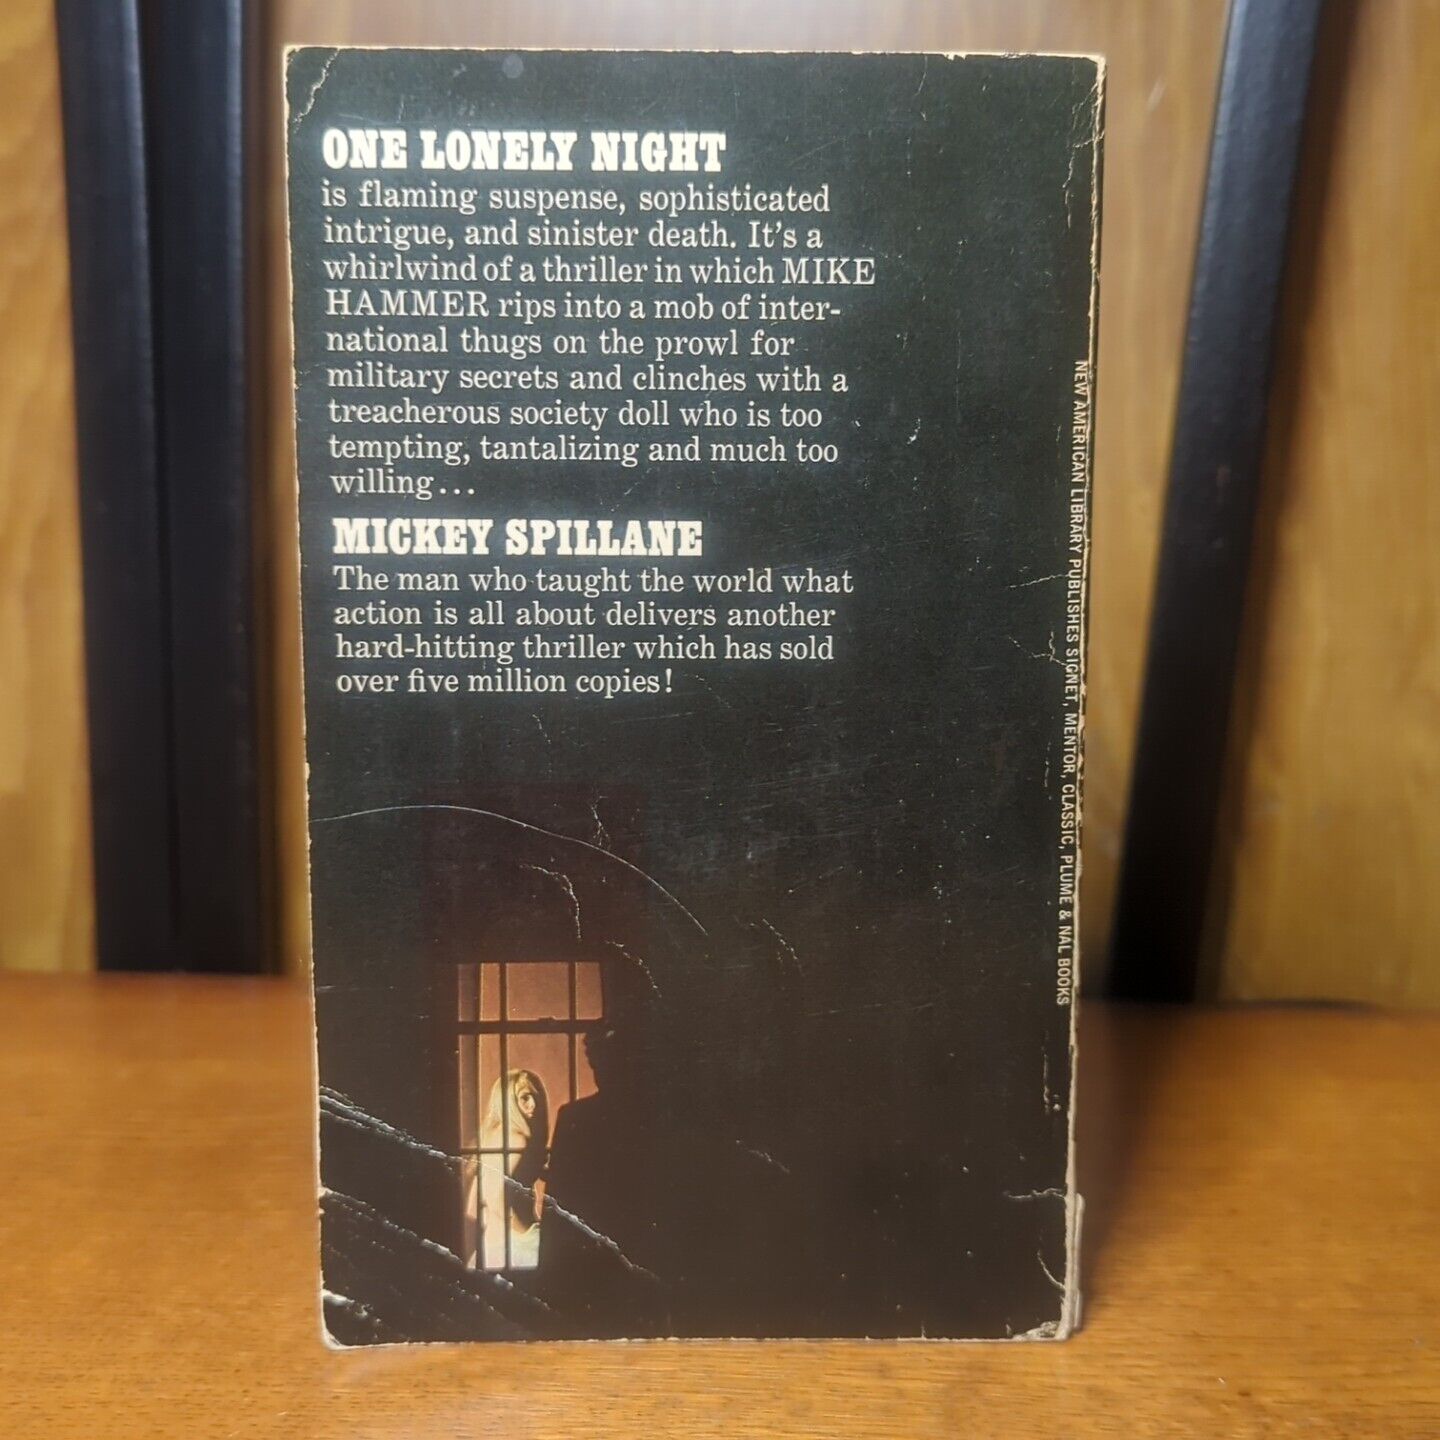 ONE LONELY NIGHT
is flaming suspense, sophisticated
intrigue, and sinister death. It's a
whirlwind of a thriller in which MIKE
HAMMER rips into a mob of inter-
national thugs on the prowl for
military secrets and clinches with a
treacherous society doll who is too
tempting, tantalizing and much too
willing...
MICKEY SPILLANE
The man who taught the world what
action is all about delivers another
hard-hitting thriller which has sold
over five million copies!
NEW AMERICAN LIBRARY PUBLISHES SIGNET, MENTOR, CLASSIC, PLUME & NAL BOOKS